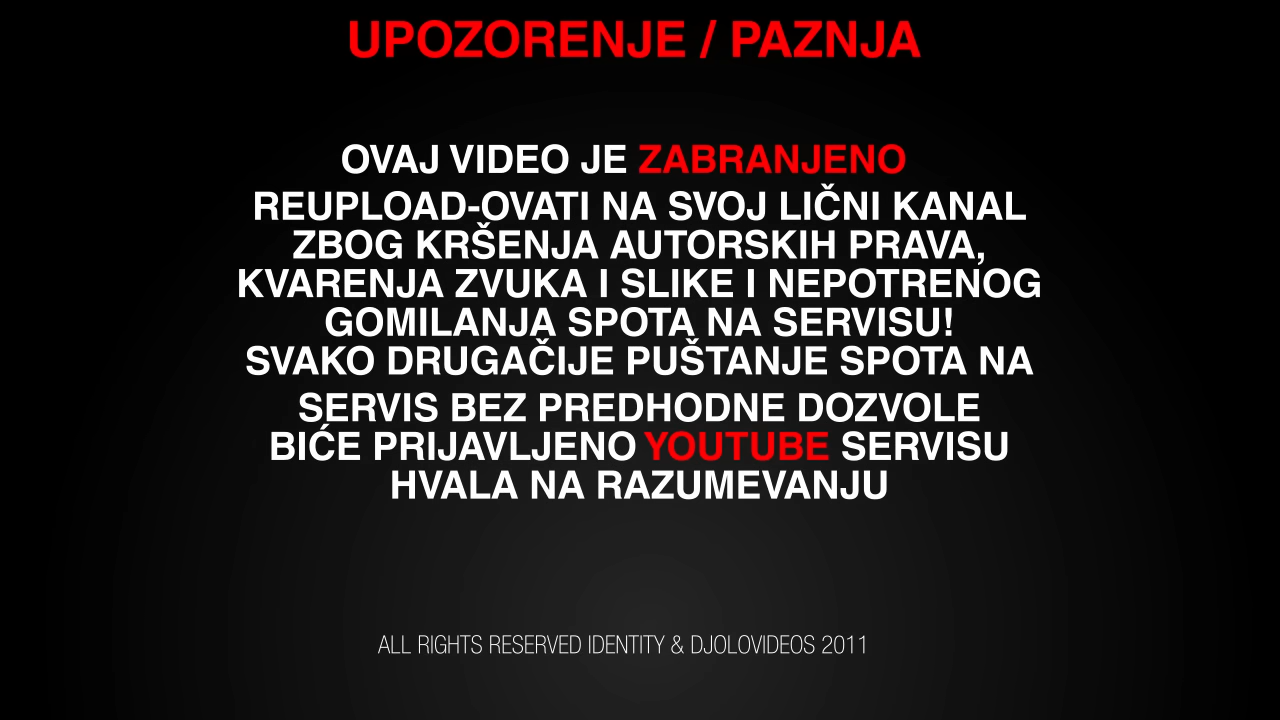 UPOZORENJE / PAZNJA
OVAJ VIDEO JE ZABRANJENO
REUPLOAD-OVATI NA SVOJ LIČNI KANAL
ZBOG KRŠENJA AUTORSKIH PRAVA,
KVARENJA ZVUKA I SLIKE I NEPOTRENOG
GOMILANJA SPOTA NA SERVISU!
SVAKO DRUGAČIJE PUŠTANJE SPOTA NA
SERVIS BEZ PREDHODNE DOZVOLE
BIĆE PRIJAVLJENO YOUTUBE SERVISU
HVALA NA RAZUMEVANJU
ALL RIGHTS RESERVED IDENTITY & DJOLOVIDEOS 2011